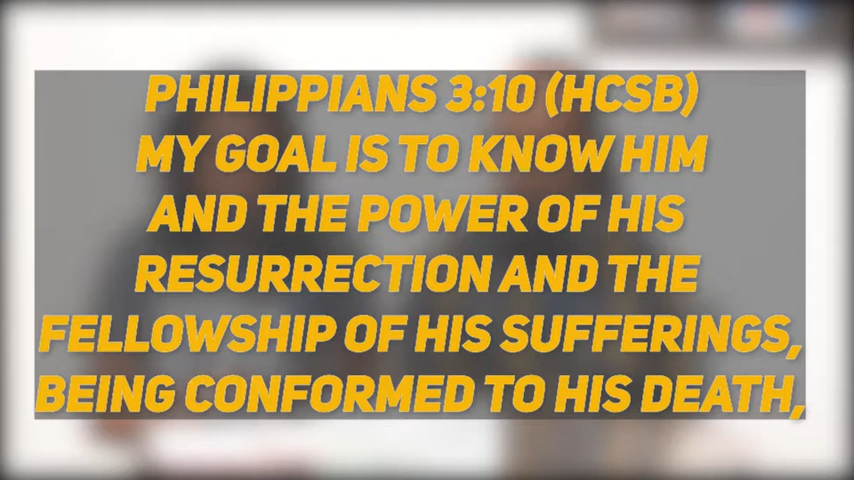 PHILIPPIANS 3:10 (HCSB)
MY GOAL IS TO KNOW HIM
AND THE POWER OF HIS
RESURRECTION AND THE
FELLOWSHIP OF HIS SUFFERINGS,
BEING CONFORMED TO HIS DEATH,